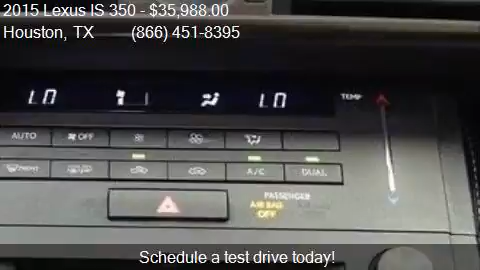 2015 Lexus IS 350 - $35,988.00
Houston, TX (866) 451-8395
LO LO TEMP
AUTO OFF
FRONT A/C DUAL
PASSENGER
AIR BAG
OFF
Schedule a test drive today!